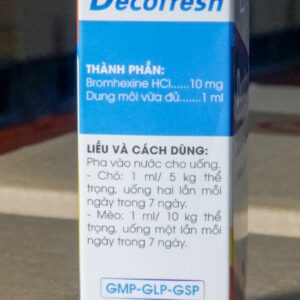 Decofresh
THÀNH PHẦN:
Bromhexine HCl......10 mg
Dung môi vừa đủ......1 ml
LIỀU VÀ CÁCH DÙNG:
Pha vào nước cho uống.
- Chó: 1 ml/ 5 kg thể
trọng, uống hai lần mỗi
ngày trong 7 ngày.
- Mèo: 1 ml/ 10 kg thể
trọng, uống một lần mỗi
ngày trong 7 ngày.
GMP-GLP-GSP